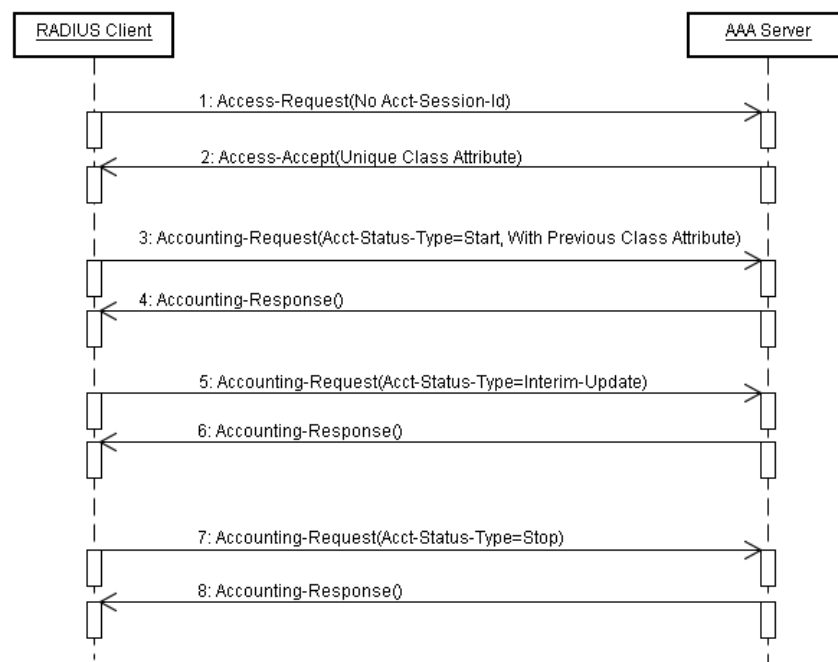 RADIUS Client
AAA Server
1: Access-Request(No Acct-Session-Id)
2: Access-Accept(Unique Class Attribute)
3: Accounting-Request(Acct-Status-Type=Start, With Previous Class Attribute)
4: Accounting-Response()
5: Accounting-Request(Acct-Status-Type=Interim-Update)
6: Accounting-Response()
7: Accounting-Request(Acct-Status-Type=Stop)
8: Accounting-Response()